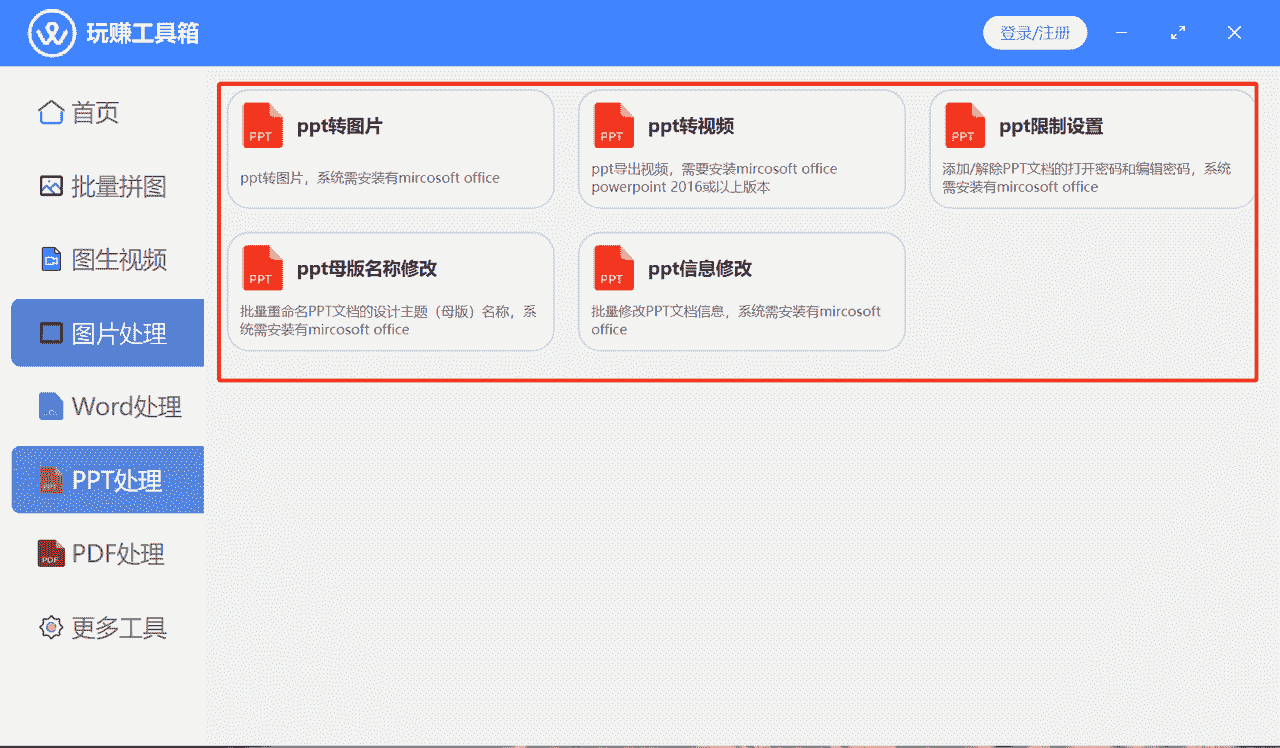 玩赚工具箱
登录/注册
首页
批量拼图
图生视频
图片处理
Word处理
PPT处理
PDF处理
更多工具
PPT
ppt转图片
ppt转图片，系统需安装有mircosoft office
PPT
ppt转视频
ppt导出视频，需要安装mircosoft office
powerpoint 2016或以上版本
PPT
ppt限制设置
添加/解除PPT文档的打开密码和编辑密码，系统
需安装有mircosoft office
PPT
ppt母版名称修改
批量重命名PPT文档的设计主题（母版）名称，系
统需安装有mircosoft office
PPT
ppt信息修改
批量修改PPT文档信息，系统需安装有mircosoft
office